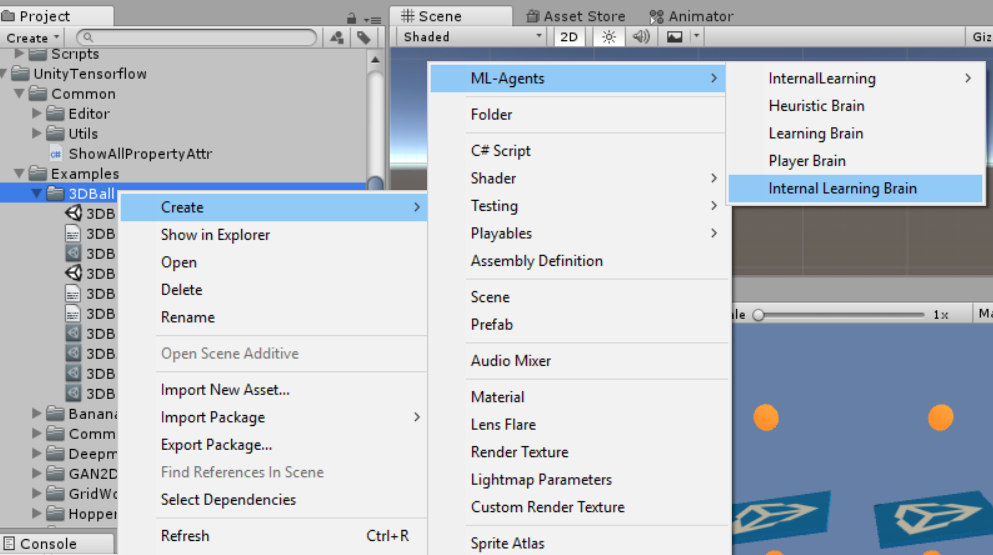 Project
Create
Scripts
UnityTensorflow
Common
Editor
Utils
ShowAllPropertyAttr
Examples
3DBall
3DB
3DB
3DB
3DB
3DB
3DB
3DB
3DB
3DB
3DB
Banana
Comm
Deepm
GAN2D
GridWo
Hopper
Console
Create
Show in Explorer
Open
Delete
Rename
Open Scene Additive
Import New Asset...
Import Package
Export Package...
Find References In Scene
Select Dependencies
Refresh Ctrl+R
Scene Asset Store Animator
Shaded 2D Giz
ML-Agents
Folder
C# Script
Shader
Testing
Playables
Assembly Definition
Scene
Prefab
Audio Mixer
Material
Lens Flare
Render Texture
Lightmap Parameters
Custom Render Texture
Sprite Atlas
InternalLearning
Heuristic Brain
Learning Brain
Player Brain
Internal Learning Brain
ale 1x Ma